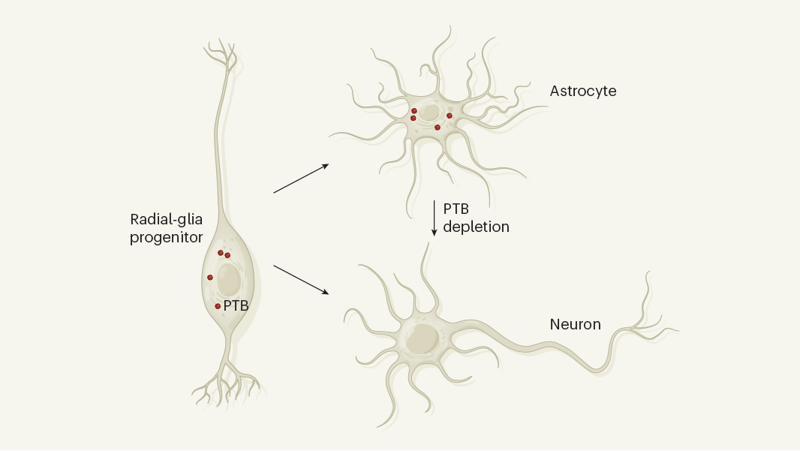 Astrocyte
Radial-glia
progenitor
PTB
PTB
depletion
Neuron